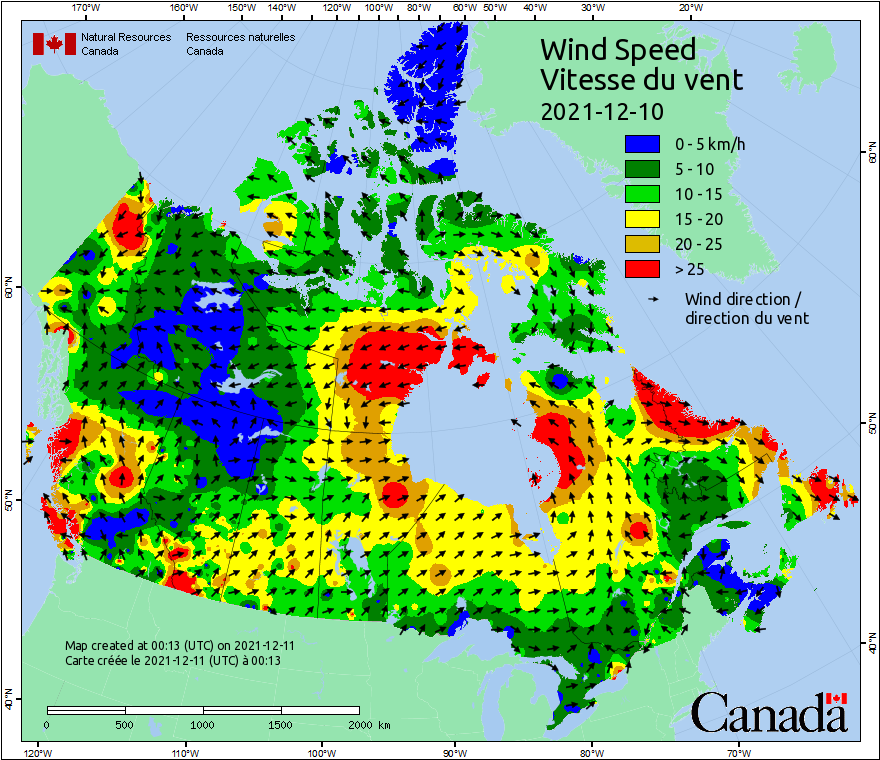 170°W 160°W 150°W 140°W 130°W 120°W 110°W 100°W 80°W 60°W 50°W 40°W 30°W 20°W
Natural Resources Canada
Ressources naturelles Canada
Wind Speed
Vitesse du vent
2021-12-10
0 - 5 km/h
5 - 10
10 - 15
15 - 20
20 - 25
> 25
Wind direction /
direction du vent
60°N
50°N
40°N
60°N
50°N
40°N
Map created at 00:13 (UTC) on 2021-12-11
Carte créée le 2021-12-11 (UTC) à 00:13
0 500 1000 1500 2000 km
Canada
120°W 110°W 100°W 90°W 80°W 70°W